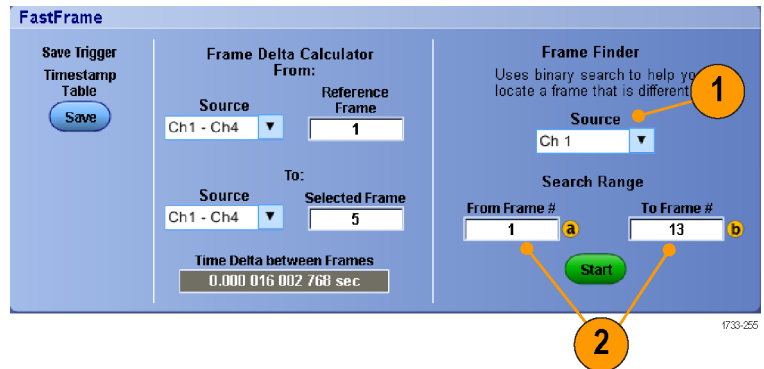 FastFrame
Save Trigger
Timestamp
Table
Save
Frame Delta Calculator
From:
Source
Reference
Frame
Ch1 - Ch4
1
To:
Source
Selected Frame
Ch1 - Ch4
5
Time Delta between Frames
0.000 016 002 768 sec
Frame Finder
Uses binary search to help
locate a frame that is different
1
Source
Ch 1
Search Range
From Frame #
To Frame #
1
a
13
b
Start
2
1733-255